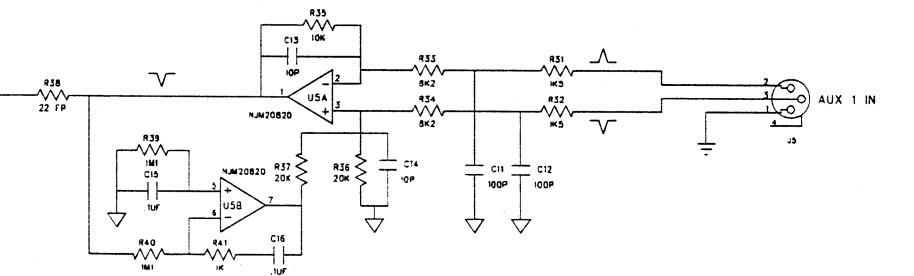 R35
10K
C13
10P
R38
22 FP
1
2
3
U5A
NJM2082D
R33
8K2
R34
8K2
R31
1K5
R32
1K5
2
3
1
4
AUX 1 IN
J5
R39
1M1
C15
.1UF
NJM2082D
5
6
7
U5B
R37
20K
R36
20K
C14
10P
C11
100P
C12
100P
R40
1M1
R41
1K
C16
.1UF